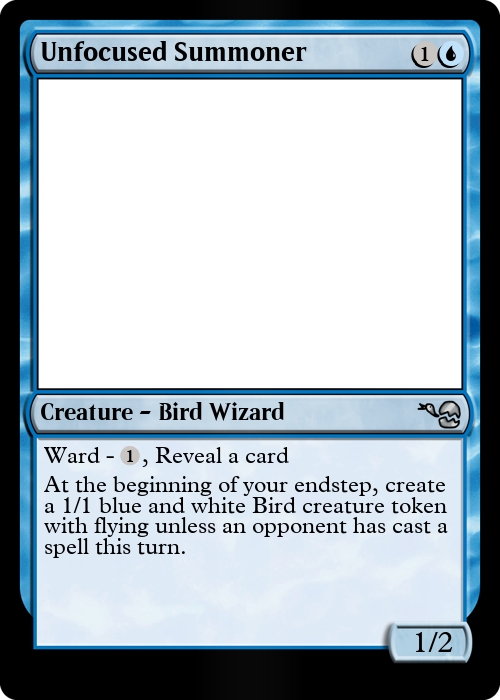 Unfocused Summoner 1
Creature – Bird Wizard
Ward - 1, Reveal a card
At the beginning of your endstep, create
a 1/1 blue and white Bird creature token
with flying unless an opponent has cast a
spell this turn.
1/2